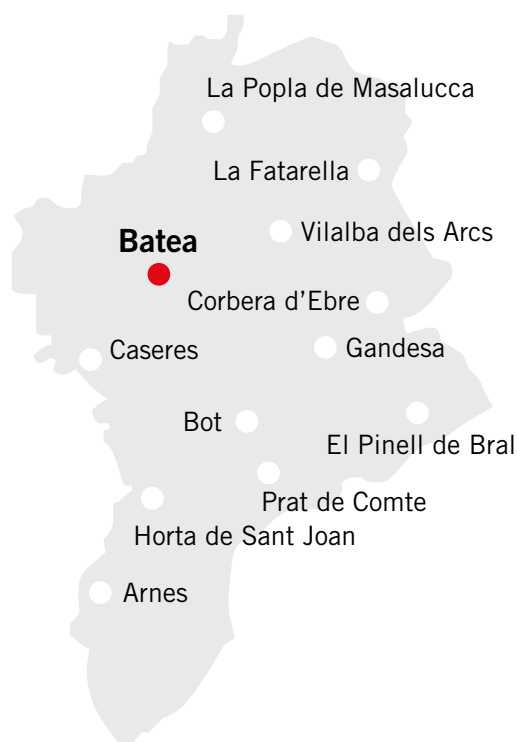 La Popla de Masalucca
La Fatarella
Vilalba dels Arcs
Batea
Corbera d'Ebre
Gandesa
Caseres
Bot
El Pinell de Bral
Prat de Comte
Horta de Sant Joan
Arnes